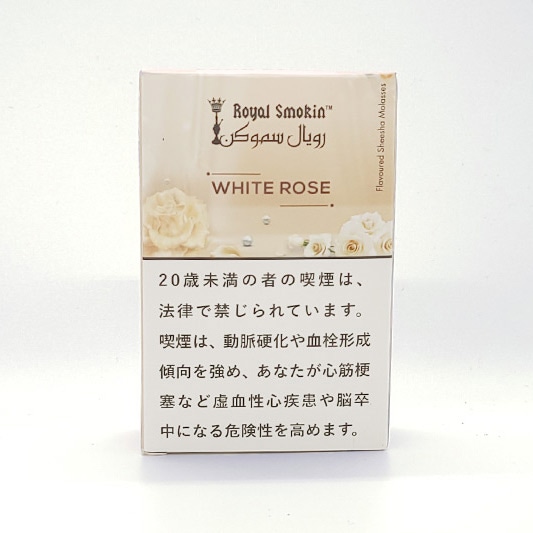 Royal Smokin™
رويال سموكن
WHITE ROSE
Flavoured Sheesha Molasses
20歳未満の者の喫煙は、
法律で禁じられています。
喫煙は、動脈硬化や血栓形成
傾向を強め、あなたが心筋梗
塞など虚血性心疾患や脳卒
中になる危険性を高めます。